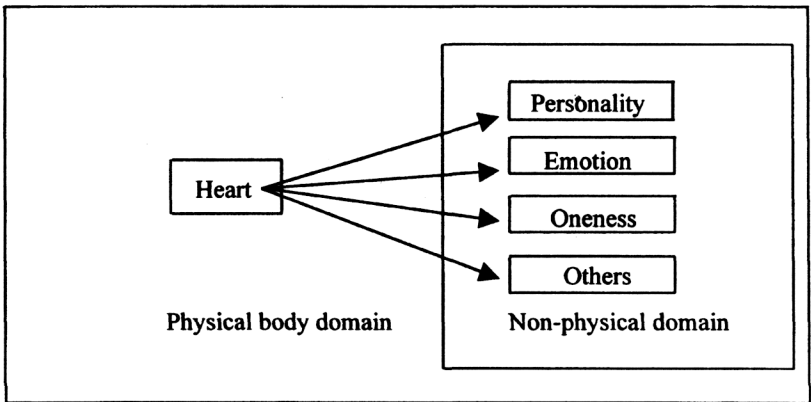 Personality
Emotion
Heart
Oneness
Others
Physical body domain
Non-physical domain